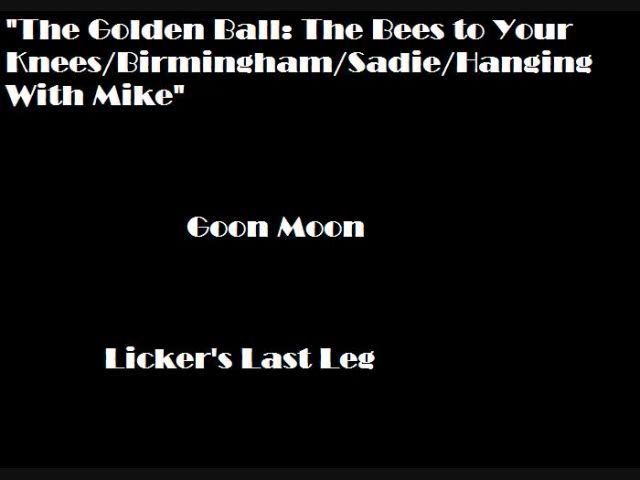 "The Golden Ball: The Bees to Your
Knees/Birmingham/Sadie/Hanging
With Mike"
Goon Moon
Licker's Last Leg